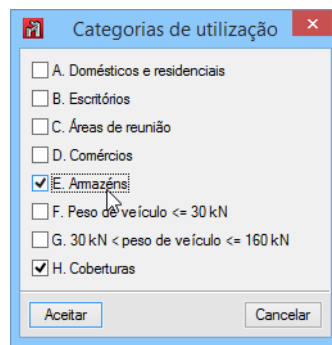 Categorias de utilização
A. Domésticos e residenciais
B. Escritórios
C. Áreas de reunião
D. Comércios
E. Armazéns
F. Peso de veículo <= 30 kN
G. 30 kN < peso de veículo <= 160 kN
H. Coberturas
Aceitar Cancelar